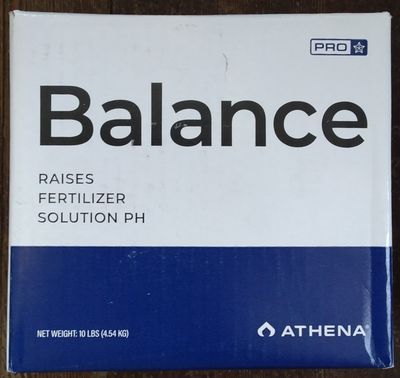 PRO
Balance
RAISES
FERTILIZER
SOLUTION PH
NET WEIGHT: 10 LBS (4.54 KG)
ATHENA®